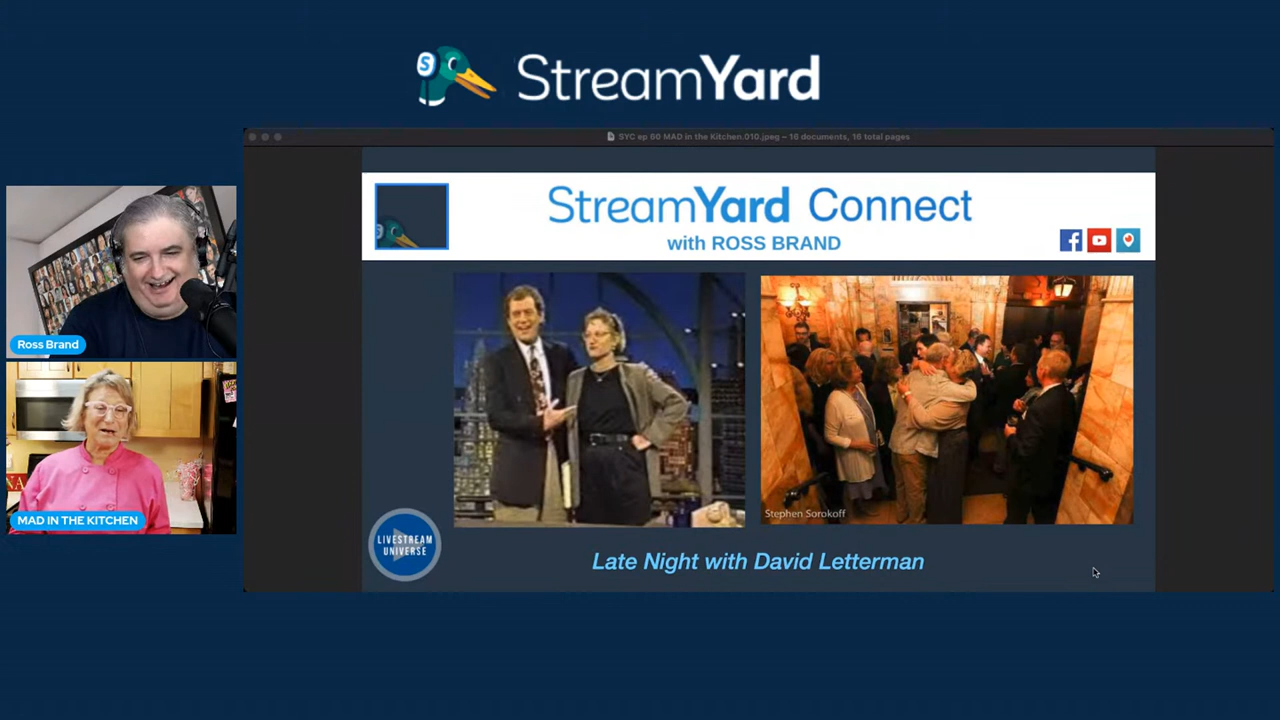 S StreamYard
SYC ep 60 MAD in the Kitchen.010.jpeg – 16 documents, 16 total pages
StreamYard Connect
with ROSS BRAND
Ross Brand
MAD IN THE KITCHEN
Stephen Sorokoff
LIVESTREAM
UNIVERSE
Late Night with David Letterman